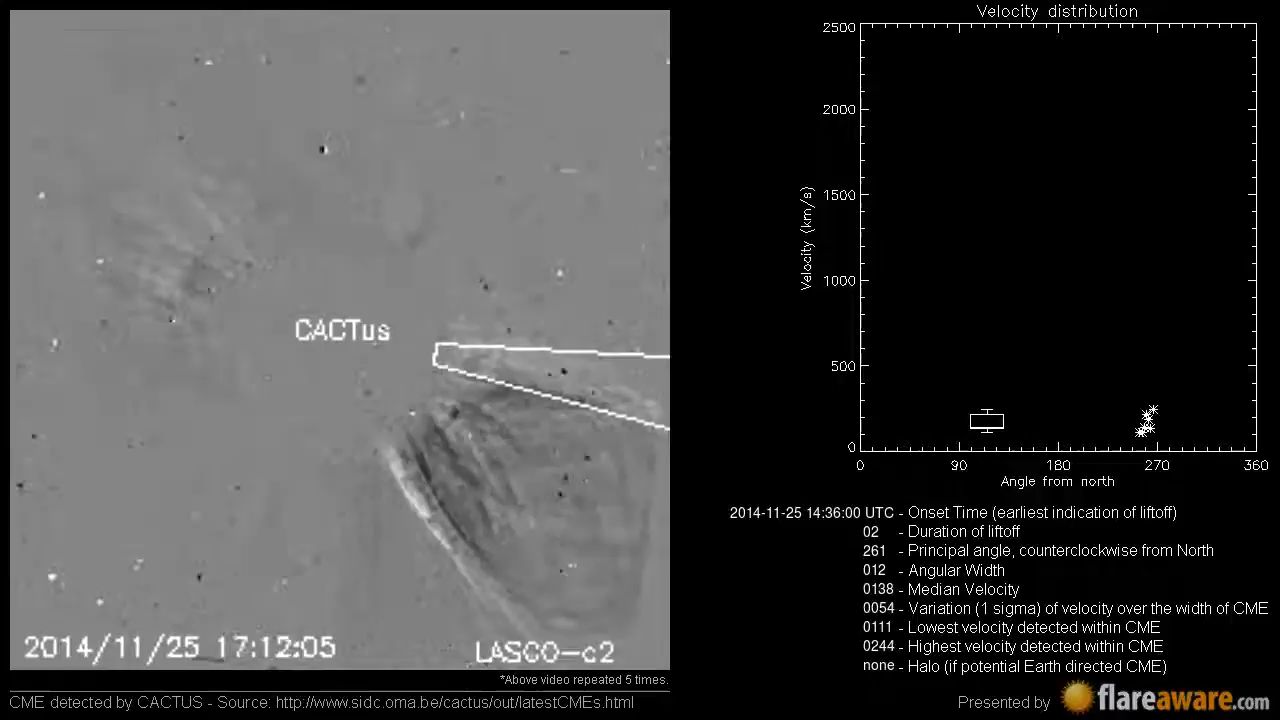 Velocity distribution
2500
2000
1500
1000
500
0
Velocity (km/s)
0 90 180 270 360
Angle from north
CACTus
2014/11/25 17:12:05
LASCO-c2
*Above video repeated 5 times.
CME detected by CACTUS - Source: http://www.sidc.oma.be/cactus/out/latestCMEs.html
2014-11-25 14:36:00 UTC - Onset Time (earliest indication of liftoff)
02 - Duration of liftoff
261 - Principal angle, counterclockwise from North
012 - Angular Width
0138 - Median Velocity
0054 - Variation (1 sigma) of velocity over the width of CME
0111 - Lowest velocity detected within CME
0244 - Highest velocity detected within CME
none - Halo (if potential Earth directed CME)
Presented by flareaware.com